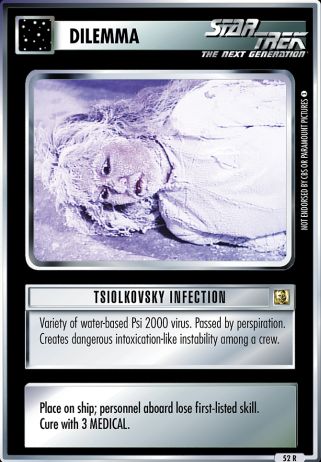 DILEMMA
STAR TREK
THE NEXT GENERATION
NOT ENDORSED BY CBS OR PARAMOUNT PICTURES
TSIOLKOVSKY INFECTION
Variety of water-based Psi 2000 virus. Passed by perspiration.
Creates dangerous intoxication-like instability among a crew.
Place on ship; personnel aboard lose first-listed skill.
Cure with 3 MEDICAL.
52 R